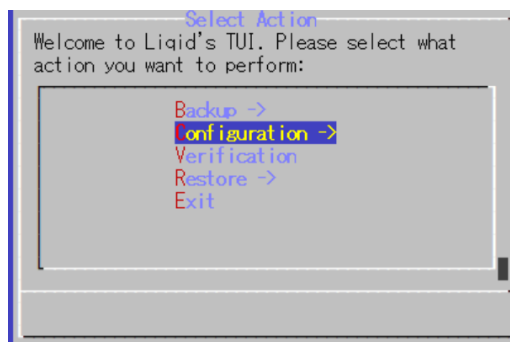 Select Action
Welcome to Liqid's TUI. Please select what
action you want to perform:
Backup ->
Configuration ->
Verification
Restore ->
Exit